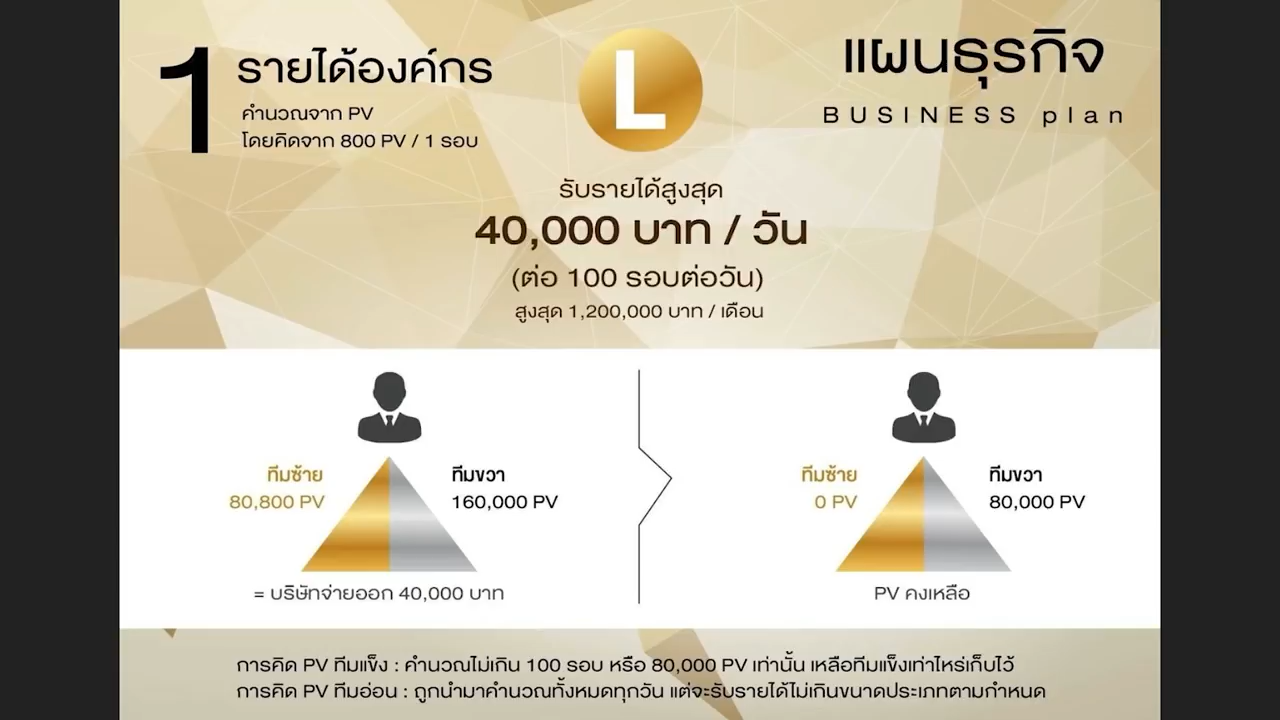 1
รายได้องค์กร
คำนวณจาก PV
โดยคิดจาก 800 PV / 1 รอบ
L
แผนธุรกิจ
BUSINESS plan
รับรายได้สูงสุด
40,000 บาท / วัน
(ต่อ 100 รอบต่อวัน)
สูงสุด 1,200,000 บาท / เดือน
ทีมซ้าย
80,800 PV
ทีมขวา
160,000 PV
= บริษัทจ่ายออก 40,000 บาท
ทีมซ้าย
0 PV
ทีมขวา
80,000 PV
PV คงเหลือ
การคิด PV ทีมแข็ง : คำนวณไม่เกิน 100 รอบ หรือ 80,000 PV เท่านั้น เหลือทีมแข็งเท่าไหร่เก็บไว้
การคิด PV ทีมอ่อน : ถูกนำมาคำนวณทั้งหมดทุกวัน แต่จะรับรายได้ไม่เกินขนาดประเภทตามกำหนด